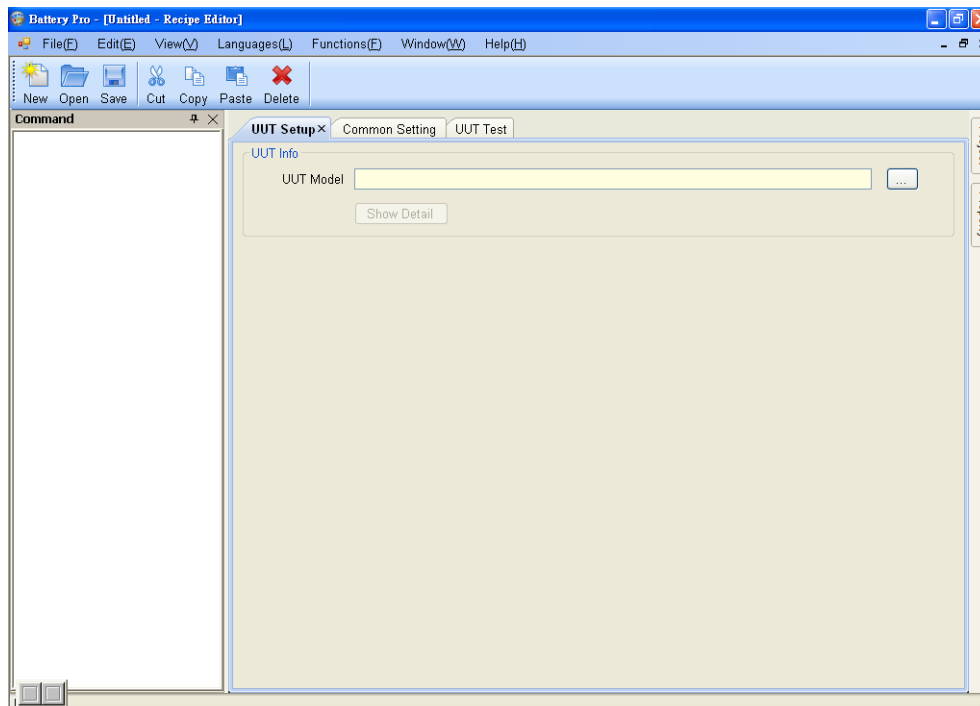 Battery Pro - [Untitled - Recipe Editor]
File(F) Edit(E) View(V) Languages(L) Functions(F) Window(W) Help(H)
New Open Save Cut Copy Paste Delete
Command
UUT Setup Common Setting UUT Test
UUT Info
UUT Model ...
Show Detail